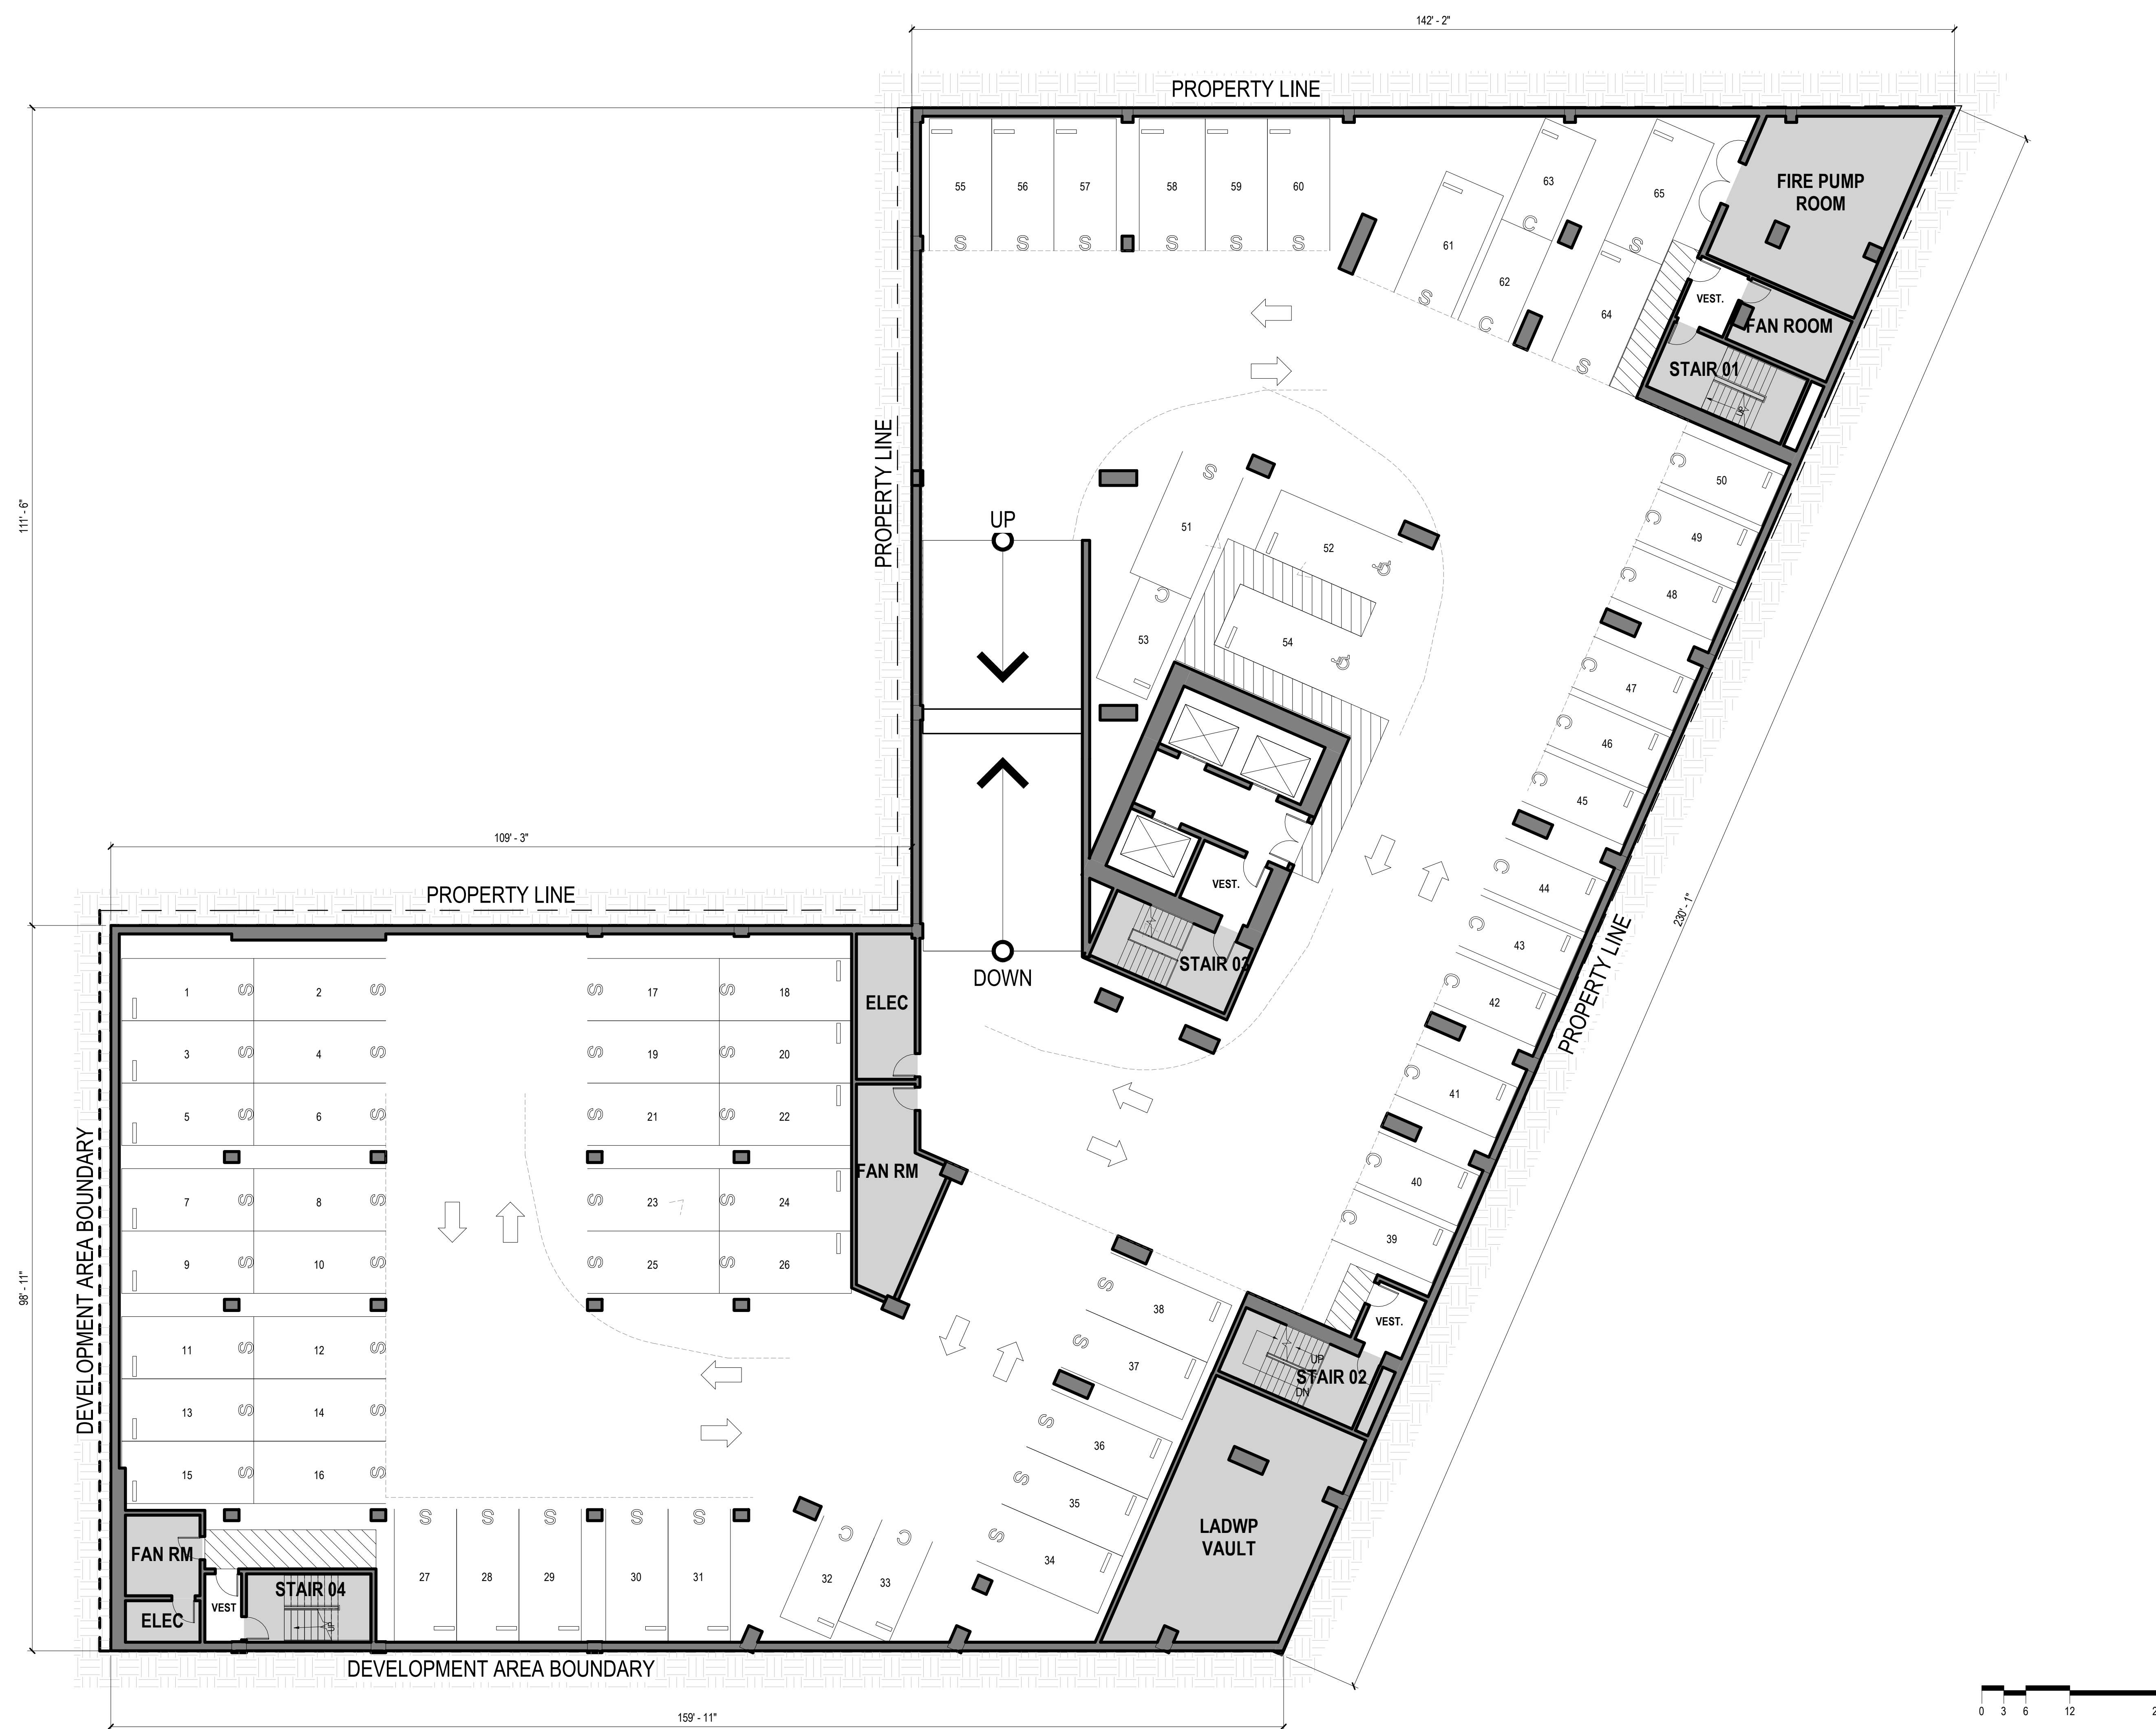 142' - 2"
PROPERTY LINE
55
56
57
58
59
60
S
S
S
S
S
S
61
S
62
C
63
C
64
S
65
S
FIRE PUMP
ROOM
VEST.
FAN ROOM
STAIR 01
UP
PROPERTY LINE
111' - 6"
UP
DOWN
51
S
52
53
C
54
VEST.
STAIR 03
50
C
49
C
48
C
47
C
46
C
45
C
44
C
43
C
42
C
41
C
40
C
39
C
PROPERTY LINE
230' - 1"
109' - 3"
PROPERTY LINE
1
S
2
S
17
S
18
S
3
S
4
S
19
S
20
S
5
S
6
S
21
S
22
S
7
S
8
S
23
S
24
S
9
S
10
S
25
S
26
S
11
S
12
S
13
S
14
S
15
S
16
S
ELEC
FAN RM
DEVELOPMENT AREA BOUNDARY
98' - 11"
38
S
37
S
36
S
35
S
34
S
VEST.
UP
STAIR 02
DN
LADWP
VAULT
FAN RM
ELEC
VEST
STAIR 04
UP
S
S
S
S
S
27
28
29
30
31
C
C
32
33
DEVELOPMENT AREA BOUNDARY
159' - 11"
0 3 6 12